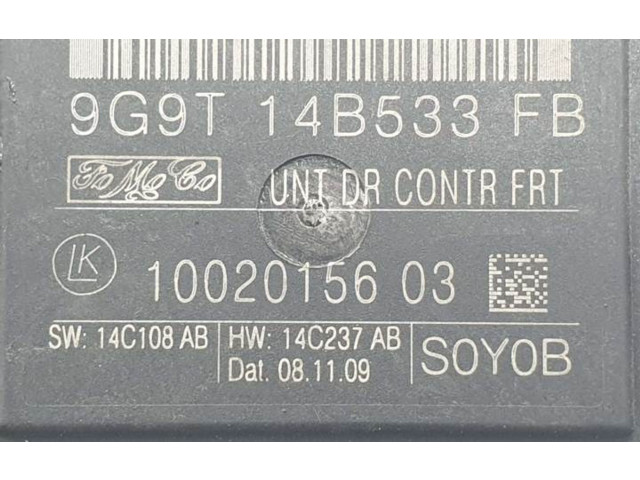 9G9T 14B533 FB
FoMoCo UNT DR CONTR FRT
LK 10020156 03
SW: 14C108 AB HW: 14C237 AB
Dat. 08.11.09 S0Y0B